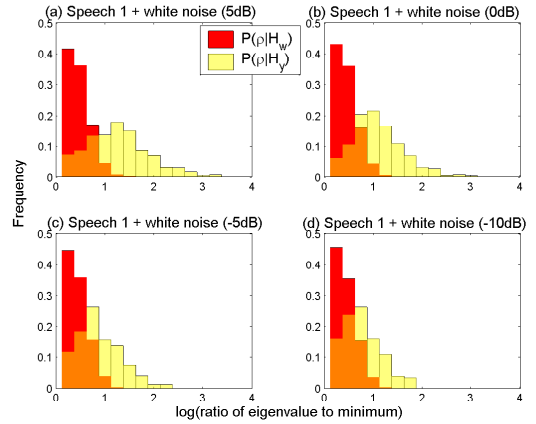 (a) Speech 1 + white noise (5dB)
(b) Speech 1 + white noise (0dB)
P(ρ|H_w)
P(ρ|H_y)
0.5
0.4
0.3
0.2
0.1
0
0 1 2 3 4
0.5
0.4
0.3
0.2
0.1
0
0 1 2 3 4
Frequency
(c) Speech 1 + white noise (-5dB)
(d) Speech 1 + white noise (-10dB)
0.5
0.4
0.3
0.2
0.1
0
0 1 2 3 4
0.5
0.4
0.3
0.2
0.1
0
0 1 2 3 4
log(ratio of eigenvalue to minimum)